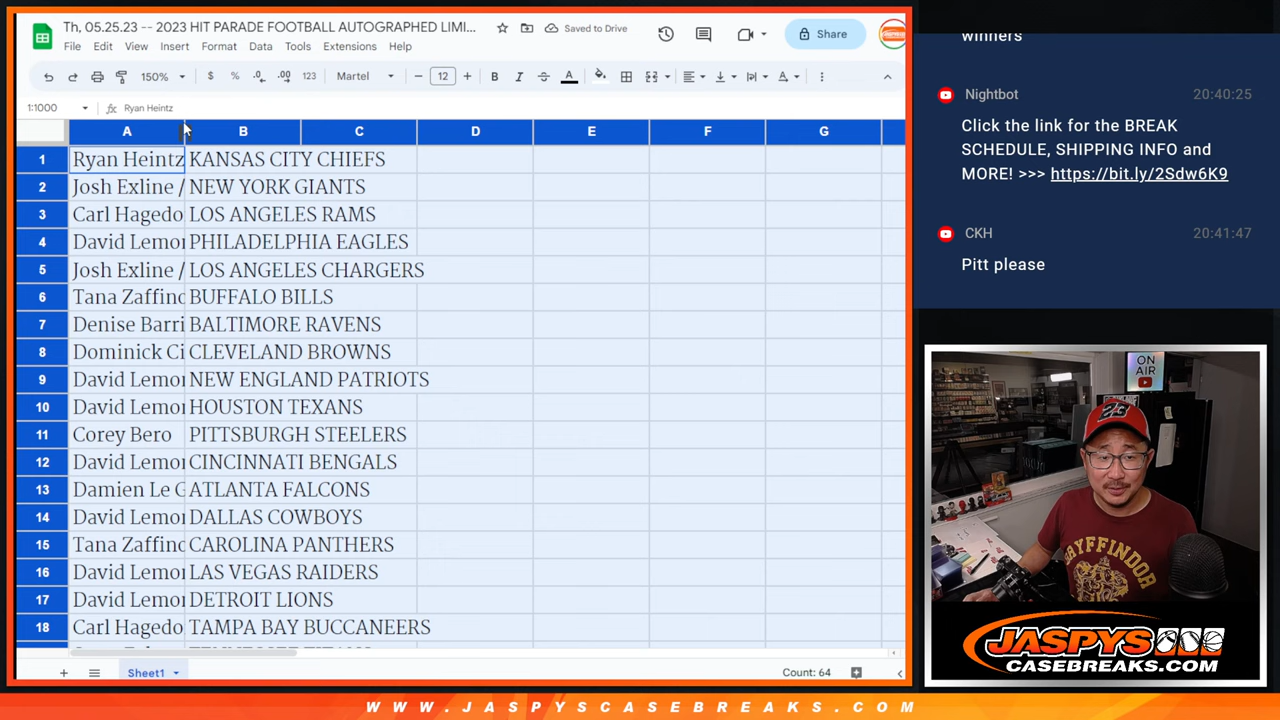 Th, 05.25.23 -- 2023 HIT PARADE FOOTBALL AUTOGRAPHED LIMI...
Saved to Drive
Share
File Edit View Insert Format Data Tools Extensions Help
150% $ % .0 .00 123 Martel 12 B I A
1:1000 fx Ryan Heintz
A B C D E F G
1 Ryan Heintz KANSAS CITY CHIEFS
2 Josh Exline / NEW YORK GIANTS
3 Carl Hagedo LOS ANGELES RAMS
4 David Lemo PHILADELPHIA EAGLES
5 Josh Exline / LOS ANGELES CHARGERS
6 Tana Zaffino BUFFALO BILLS
7 Denise Barri BALTIMORE RAVENS
8 Dominick Ci CLEVELAND BROWNS
9 David Lemo NEW ENGLAND PATRIOTS
10 David Lemo HOUSTON TEXANS
11 Corey Bero PITTSBURGH STEELERS
12 David Lemo CINCINNATI BENGALS
13 Damien Le G ATLANTA FALCONS
14 David Lemo DALLAS COWBOYS
15 Tana Zaffino CAROLINA PANTHERS
16 David Lemo LAS VEGAS RAIDERS
17 David Lemo DETROIT LIONS
18 Carl Hagedo TAMPA BAY BUCCANEERS
Sheet1
Count: 64
winners
Nightbot 20:40:25
Click the link for the BREAK
SCHEDULE, SHIPPING INFO and
MORE! >>> https://bit.ly/2Sdw6K9
CKH 20:41:47
Pitt please
ON
AIR
23
GRYFFINDOR
JASPYS
CASEBREAKS.COM
WWW.JASPYSCASEBREAKS.COM